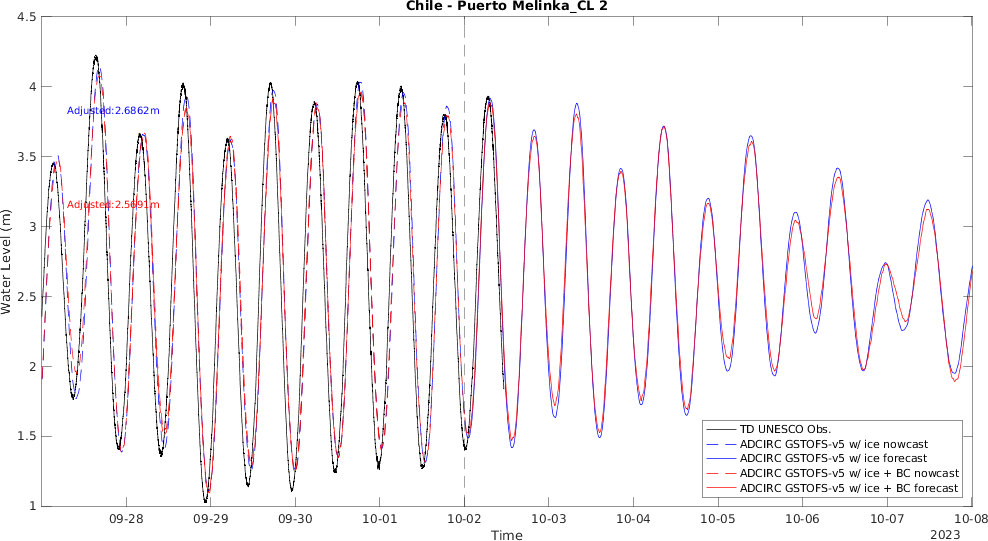 Chile - Puerto Melinka_CL 2
4.5
4
3.5
3
2.5
2
1.5
1
Water Level (m)
Adjusted:2.6862m
Adjusted:2.5691m
TD UNESCO Obs.
ADCIRC GSTOFS-v5 w/ ice nowcast
ADCIRC GSTOFS-v5 w/ ice forecast
ADCIRC GSTOFS-v5 w/ ice + BC nowcast
ADCIRC GSTOFS-v5 w/ ice + BC forecast
09-28 09-29 09-30 10-01 10-02 10-03 10-04 10-05 10-06 10-07 10-08
Time
2023